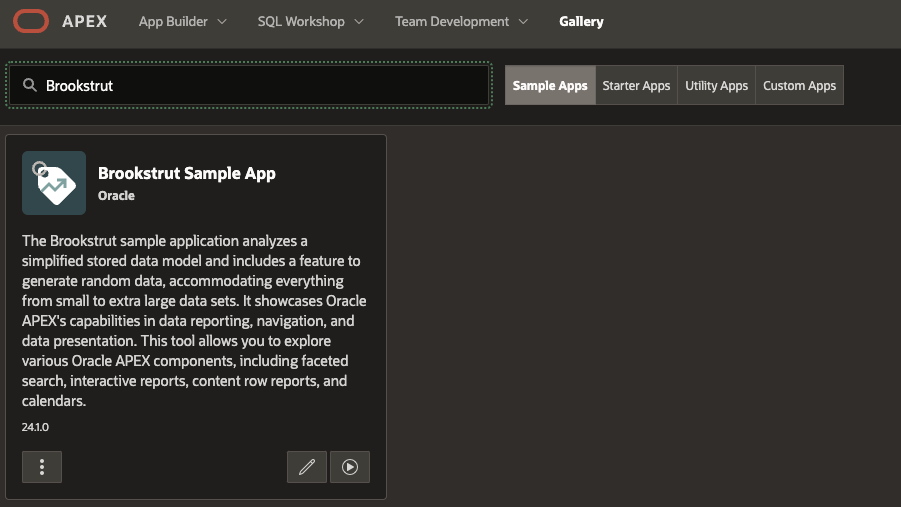 APEX App Builder SQL Workshop Team Development Gallery
Brookstrut Sample Apps Starter Apps Utility Apps Custom Apps
Brookstrut Sample App
Oracle
The Brookstrut sample application analyzes a
simplified stored data model and includes a feature to
generate random data, accommodating everything
from small to extra large data sets. It showcases Oracle
APEX's capabilities in data reporting, navigation, and
data presentation. This tool allows you to explore
various Oracle APEX components, including faceted
search, interactive reports, content row reports, and
calendars.
24.1.0